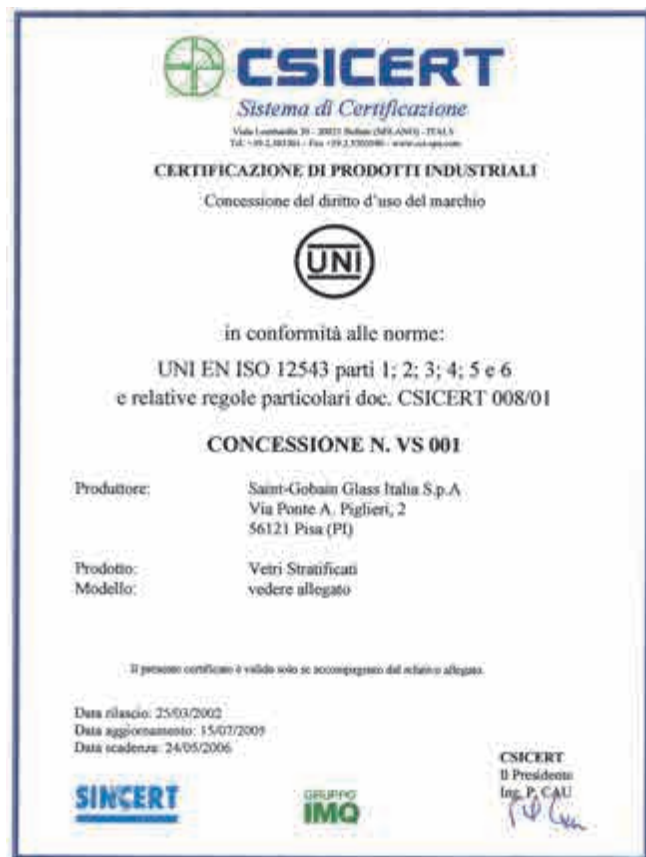 CSICERT
Sistema di Certificazione
CERTIFICAZIONE DI PRODOTTI INDUSTRIALI
Concessione del diritto d'uso del marchio
UNI
in conformità alle norme:
UNI EN ISO 12543 parti 1; 2; 3; 4; 5 e 6
e relative regole particolari doc. CSICERT 008/01
CONCESSIONE N. VS 001
Produttore: Saint-Gobain Glass Italia S.p.A
Via Ponte A. Piglieri, 2
56121 Pisa (PI)
Prodotto: Vetri Stratificati
Modello: vedere allegato
Il presente certificato è valido solo se accompagnato dal relativo allegato.
Data rilascio: 25/03/2002
Data aggiornamento: 15/07/2005
Data scadenza: 24/05/2006
CSICERT
Il Presidente
Ing. P. CAU
SINCERT
GRUPPO
IMQ